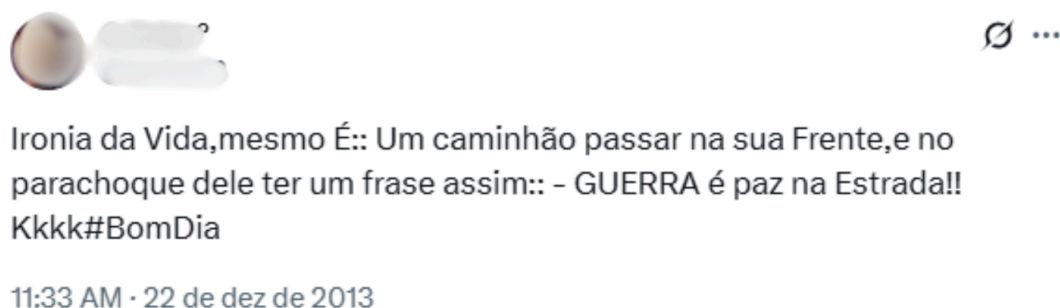 Ironia da Vida,mesmo É:: Um caminhão passar na sua Frente,e no
parachoque dele ter um frase assim:: - GUERRA é paz na Estrada!!
Kkkk#BomDia
11:33 AM · 22 de dez de 2013